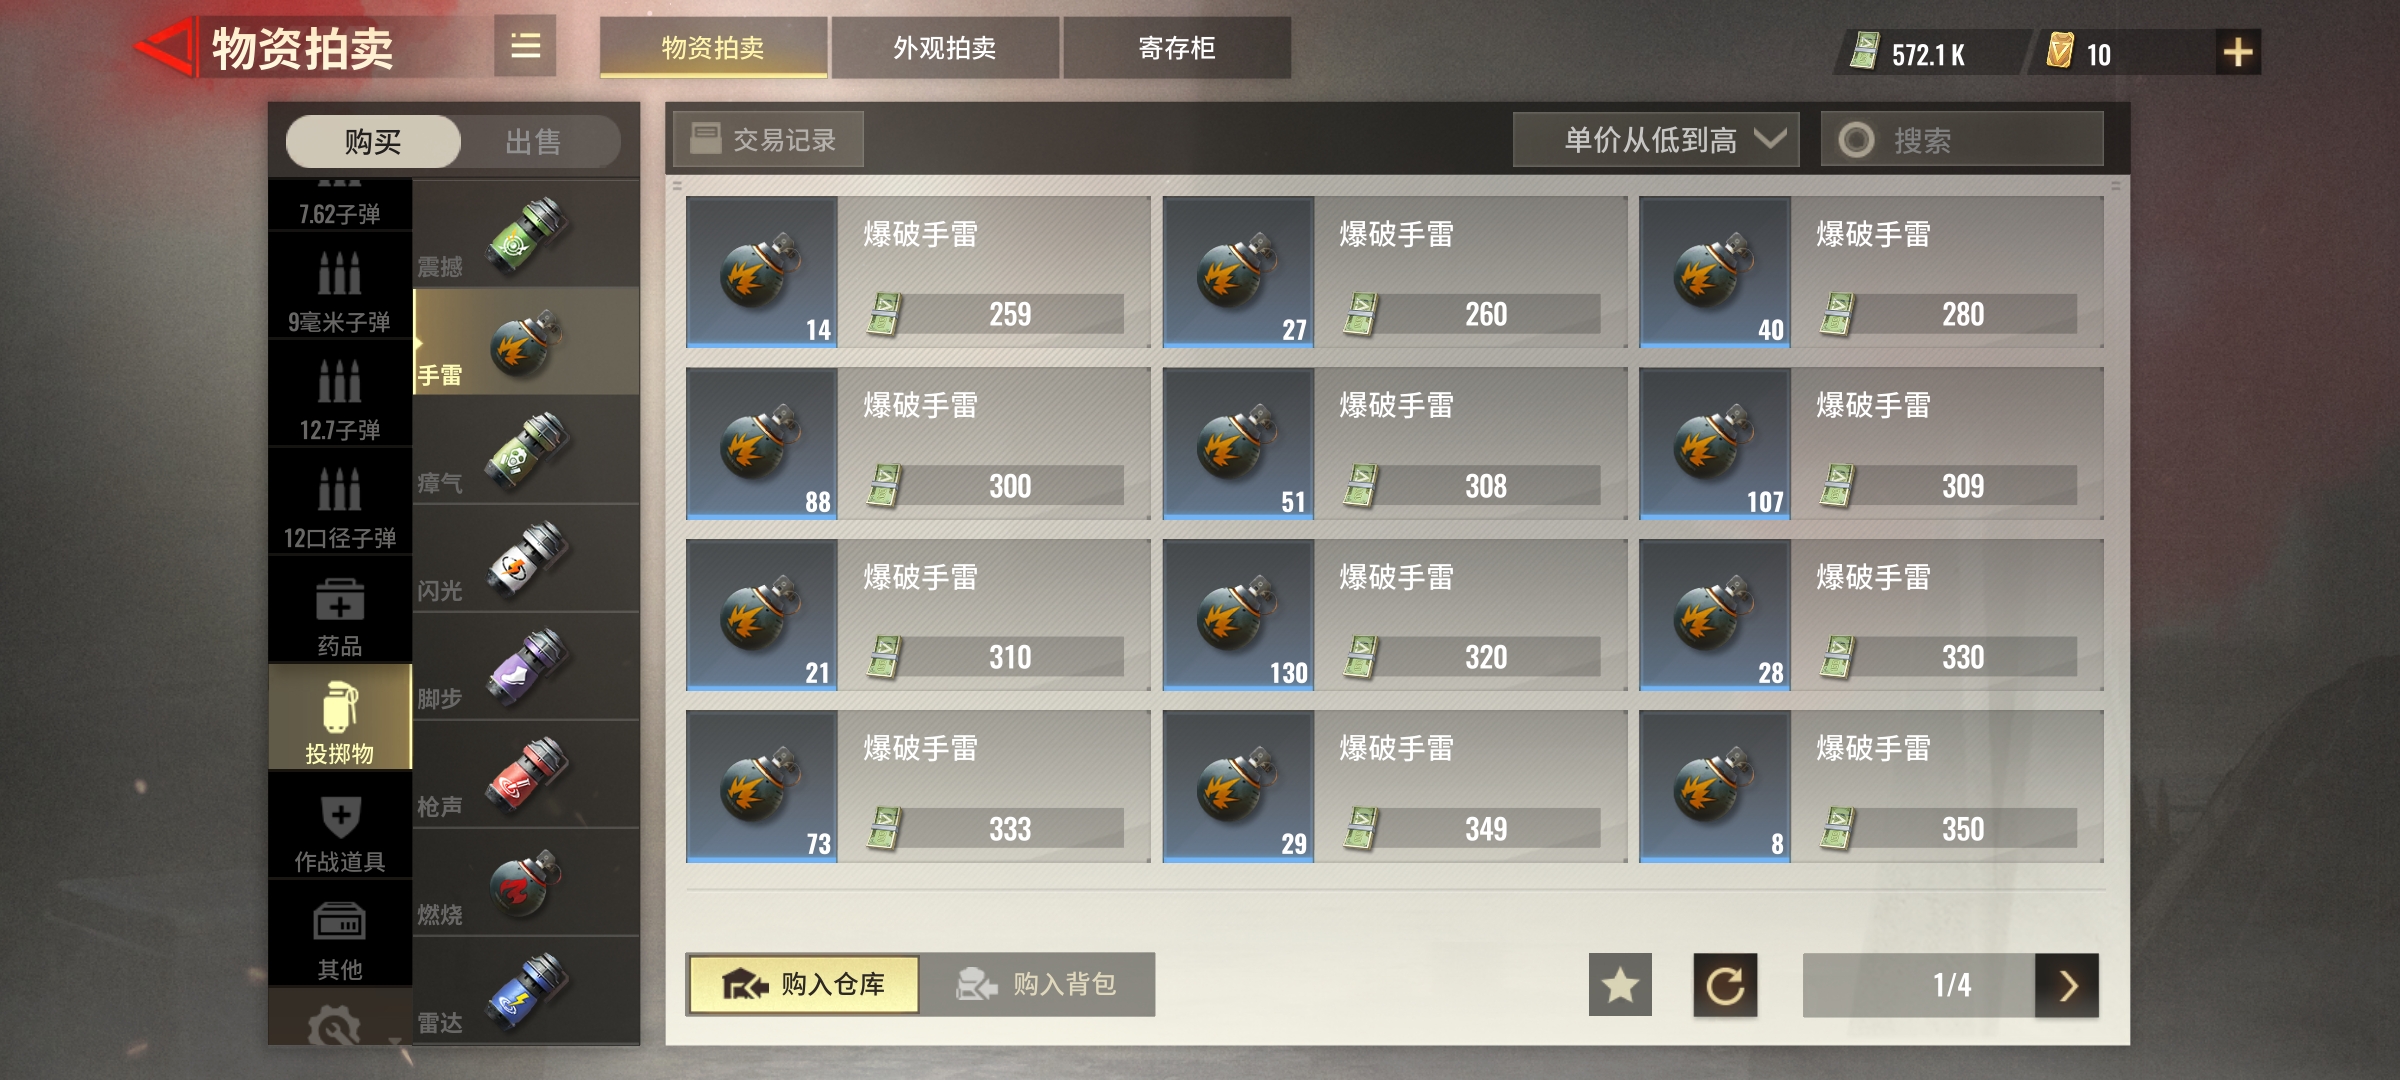 物资拍卖
物资拍卖
外观拍卖
寄存柜
572.1 K
10
购买
出售
交易记录
单价从低到高
搜索
7.62子弹
9毫米子弹
12.7子弹
12口径子弹
药品
投掷物
作战道具
其他
震撼
手雷
瘴气
闪光
脚步
枪声
燃烧
雷达
爆破手雷
14
259
爆破手雷
27
260
爆破手雷
40
280
爆破手雷
88
300
爆破手雷
51
308
爆破手雷
107
309
爆破手雷
21
310
爆破手雷
130
320
爆破手雷
28
330
爆破手雷
73
333
爆破手雷
29
349
爆破手雷
8
350
购入仓库
购入背包
1/4